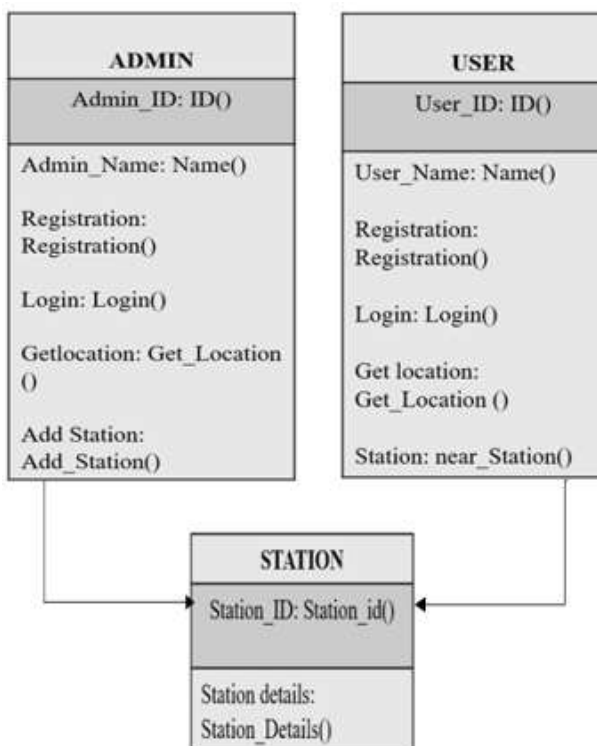 ADMIN
Admin_ID: ID()
Admin_Name: Name()
Registration:
Registration()
Login: Login()
Getlocation: Get_Location
()
Add Station:
Add_Station()
USER
User_ID: ID()
User_Name: Name()
Registration:
Registration()
Login: Login()
Get location:
Get_Location ()
Station: near_Station()
STATION
Station_ID: Station_id()
Station details:
Station_Details()